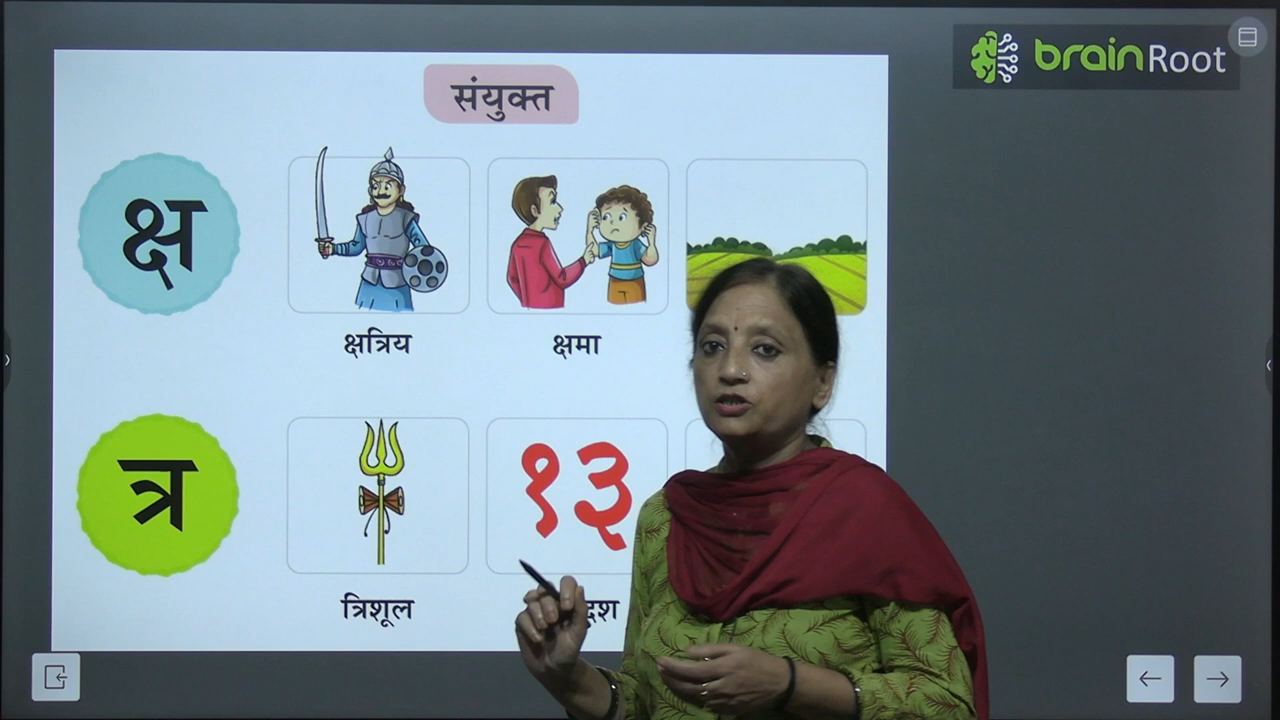 brainRoot
संयुक्त
क्ष
क्षत्रिय
क्षमा
त्र
१३
त्रिशूल